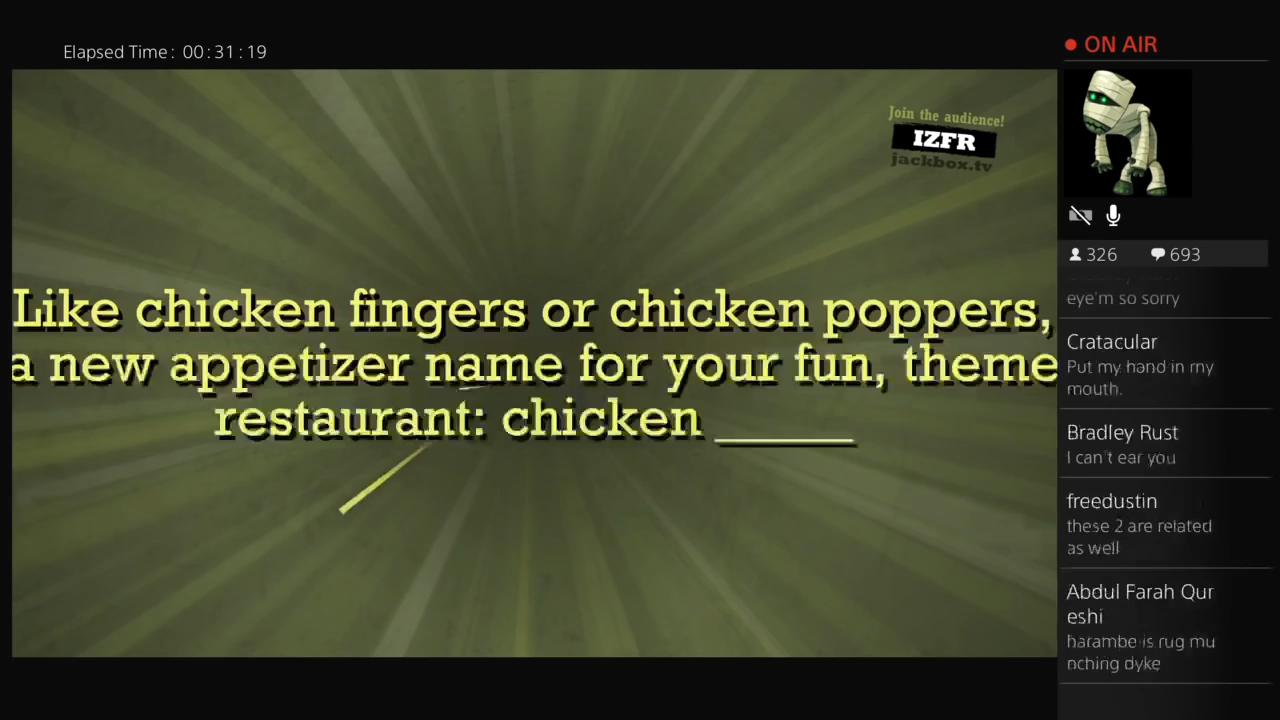 Elapsed Time: 00:31:19
ON AIR
Join the audience!
IZFR
jackbox.tv
Like chicken fingers or chicken poppers,
a new appetizer name for your fun, theme
restaurant: chicken ______
326 693
eye'm so sorry
Cratacular
Put my hand in my
mouth.
Bradley Rust
I can't ear you
freedustin
these 2 are related
as well
Abdul Farah Qur
eshi
harambe is rug mu
nching dyke